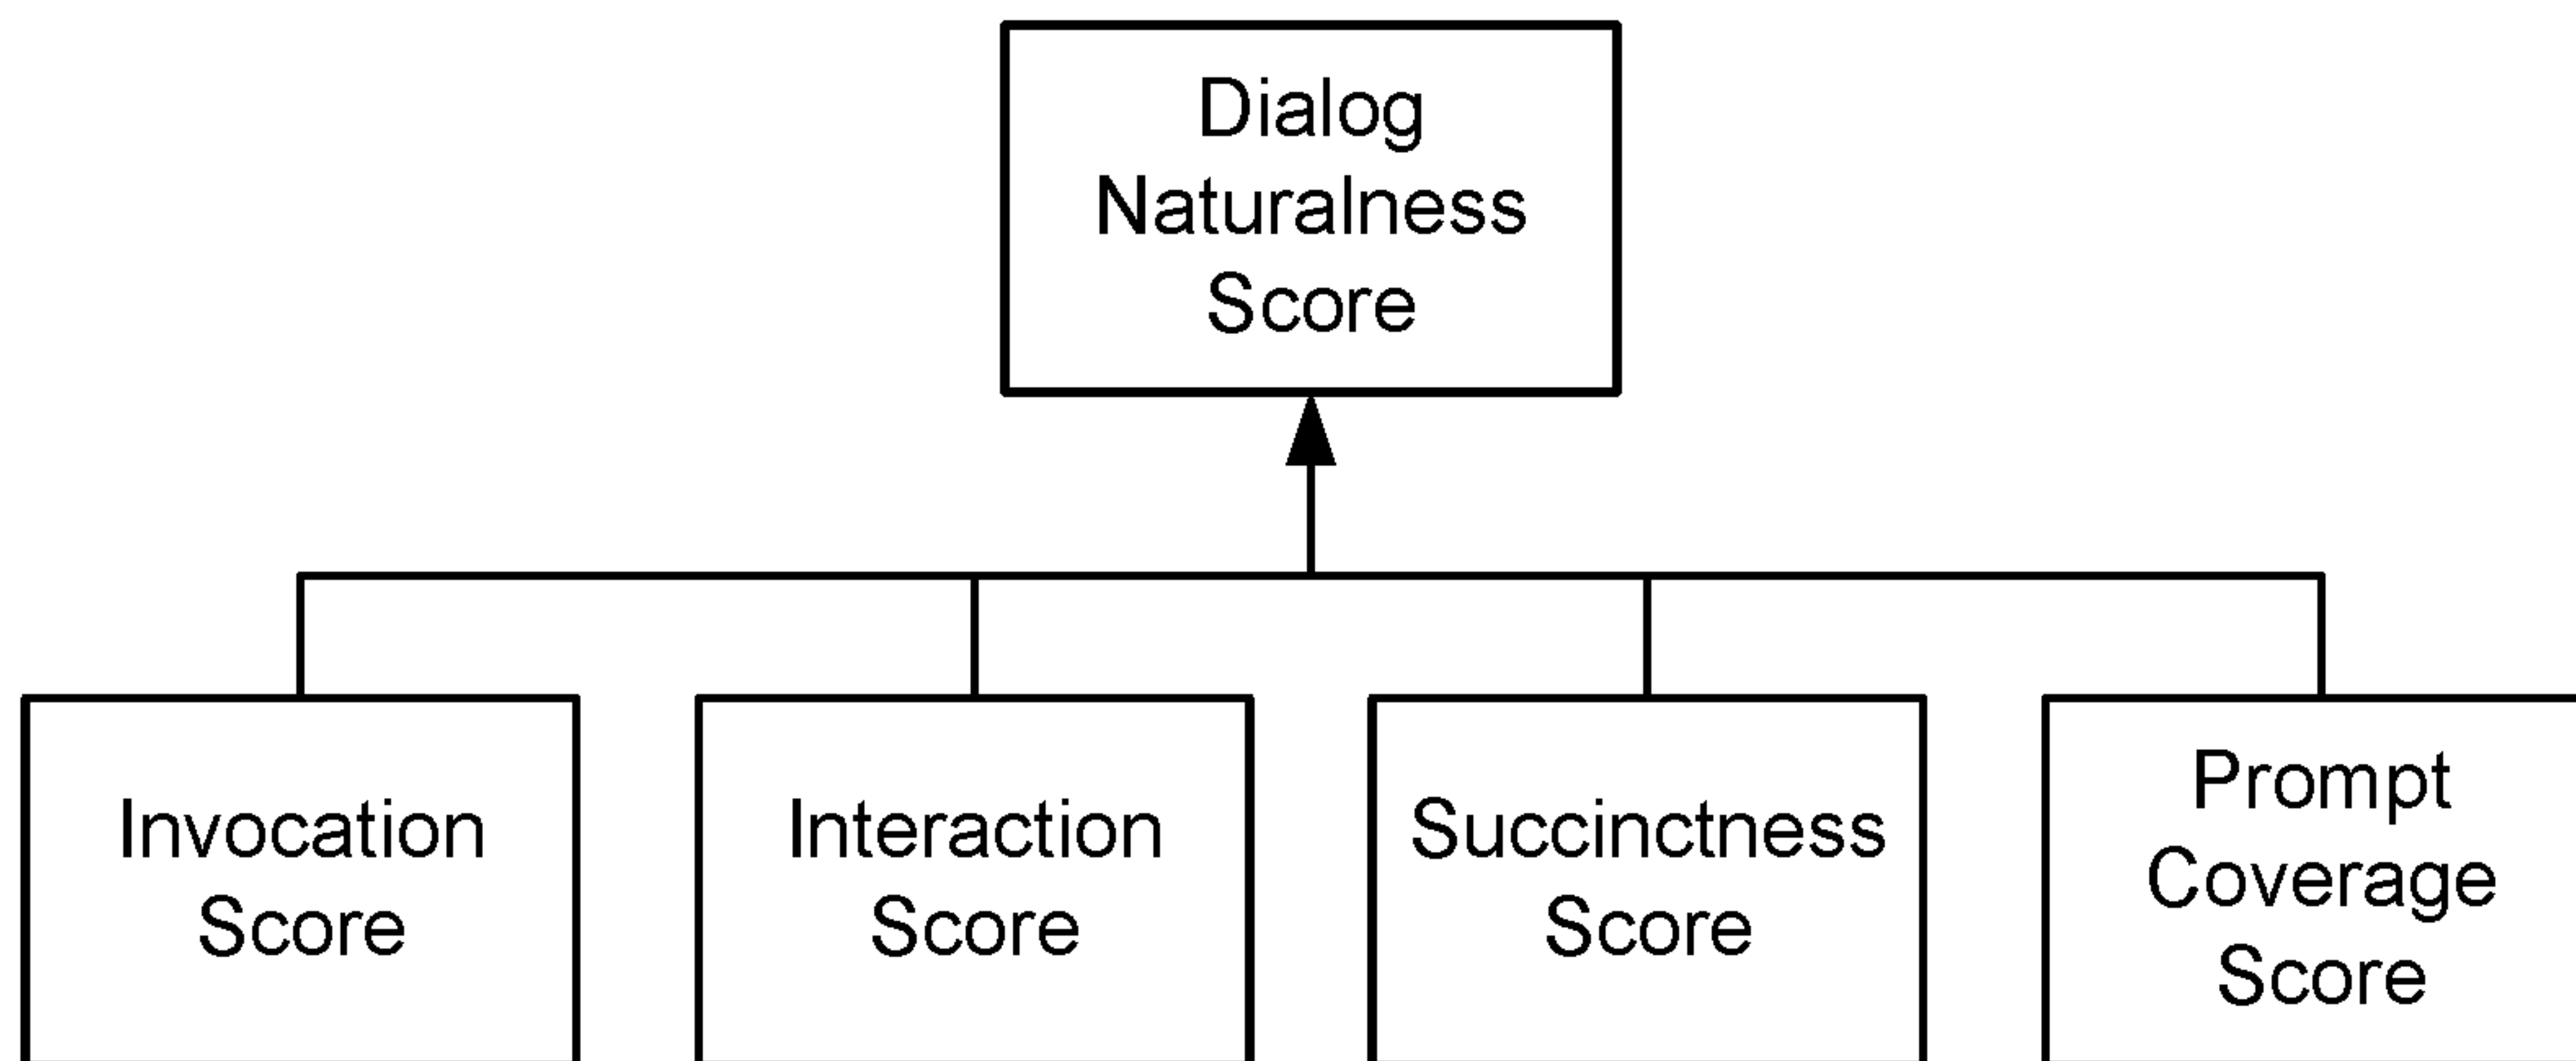 Dialog
Naturalness
Score
Invocation
Score
Interaction
Score
Succinctness
Score
Prompt
Coverage
Score